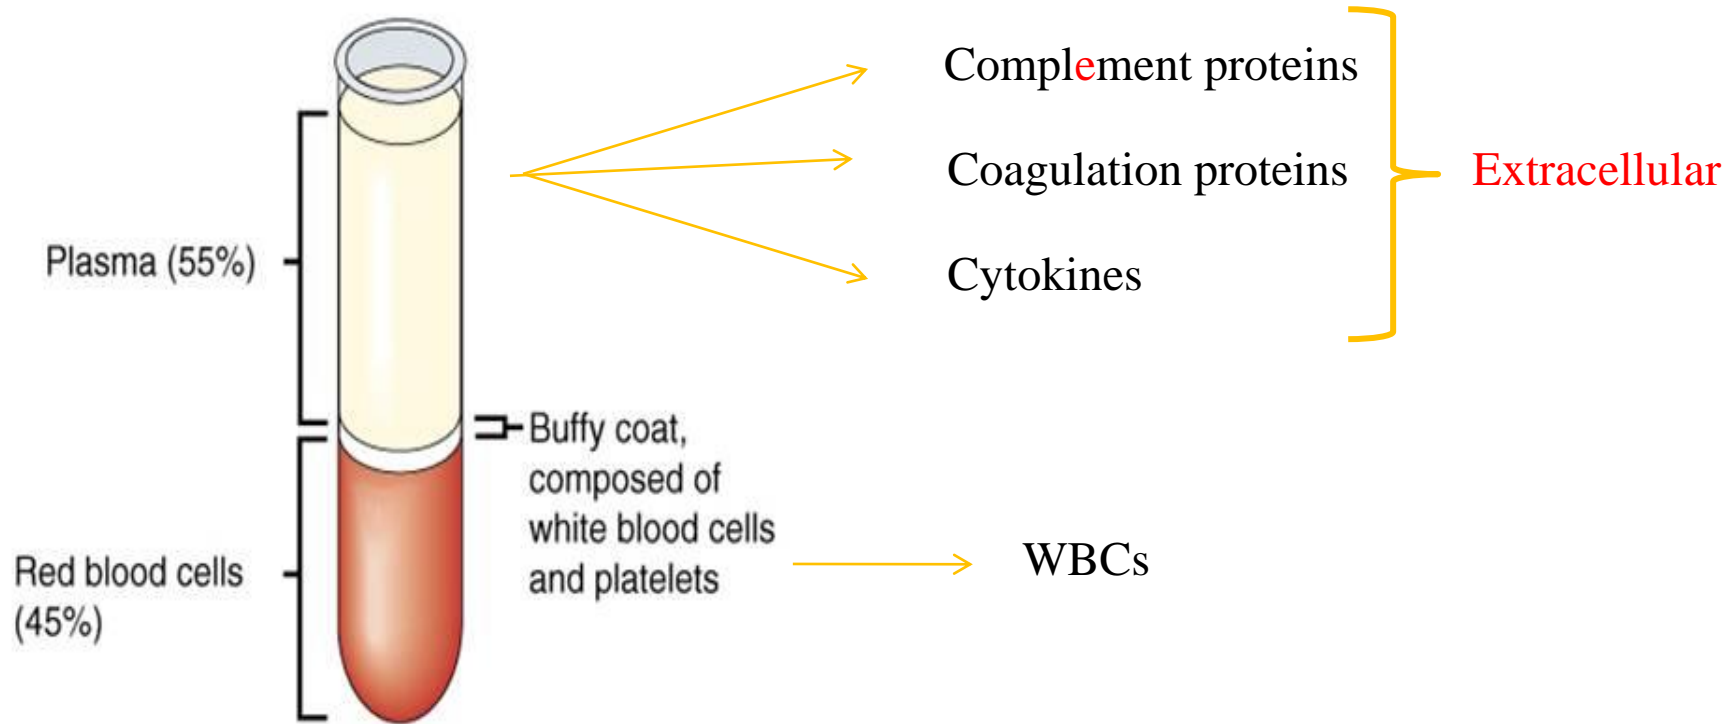 Complement proteins
Coagulation proteins
Extracellular
Plasma (55%)
Cytokines
Buffy coat,
composed of
white blood cells
and platelets
WBCs
Red blood cells
(45%)